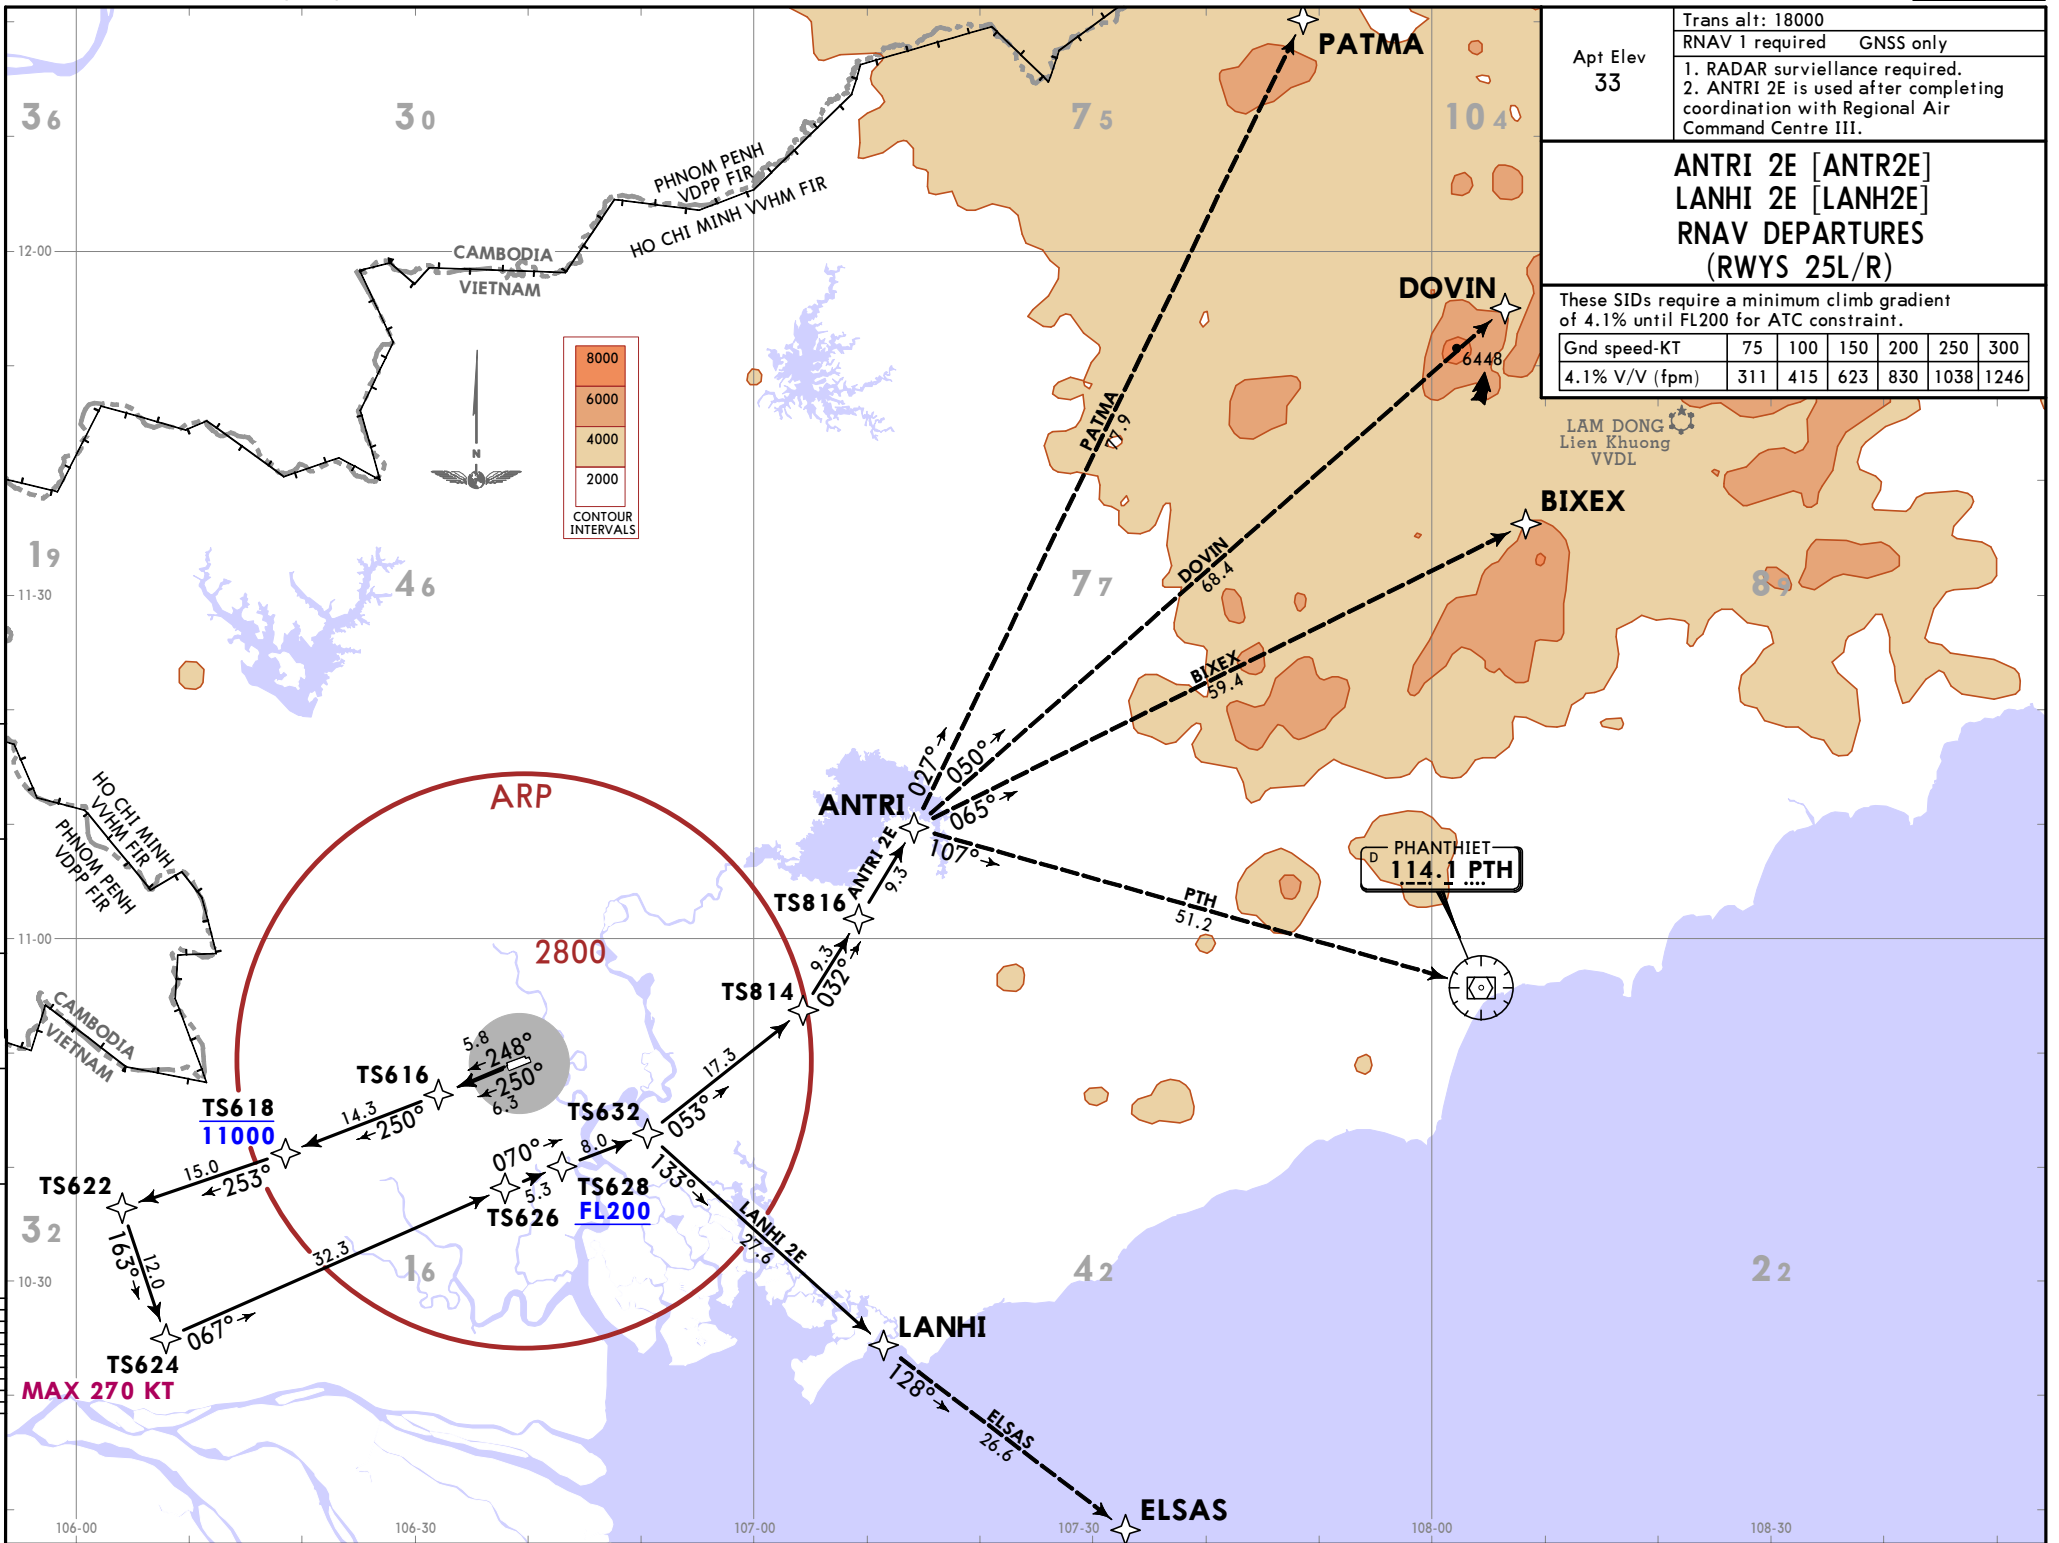 Apt Elev
33
Trans alt: 18000
RNAV 1 required GNSS only
1. RADAR surviellance required.
2. ANTRI 2E is used after completing
coordination with Regional Air
Command Centre III.
ANTRI 2E [ANTR2E]
LANHI 2E [LANH2E]
RNAV DEPARTURES
(RWYS 25L/R)
These SIDs require a minimum climb gradient
of 4.1% until FL200 for ATC constraint.
Gnd speed-KT 75 100 150 200 250 300
4.1% V/V (fpm) 311 415 623 830 1038 1246
PATMA
36
30
75
104
PHNOM PENH
VDPP FIR
HO CHI MINH VVHM FIR
12-00
CAMBODIA
VIETNAM
DOVIN
6448
8000
6000
4000
2000
CONTOUR
INTERVALS
N
PATMA
77.9
LAM DONG
Lien Khuong
VVDL
BIXEX
19
46
77
89
DOVIN
68.4
11-30
BIXEX
59.4
HO CHI MINH
VVHM FIR
PHNOM PENH
VDPP FIR
ARP
ANTRI
027°
050°
065°
107°
PHANTHIET
D 114.1 PTH
PTH
51.2
ANTRI 2E
9.3
TS816
11-00
2800
9.3
032°
TS814
CAMBODIA
VIETNAM
5.8
248°
250°
6.3
TS616
17.3
053°
TS618
11000
14.3
250°
TS632
070°
8.0
15.0
253°
TS622
133°
5.3
TS628
FL200
TS626
32
163°
12.0
32.3
16
LANHI 2E
27.6
42
22
10-30
067°
TS624
MAX 270 KT
LANHI
128°
ELSAS
26.6
ELSAS
106-00
106-30
107-00
107-30
108-00
108-30